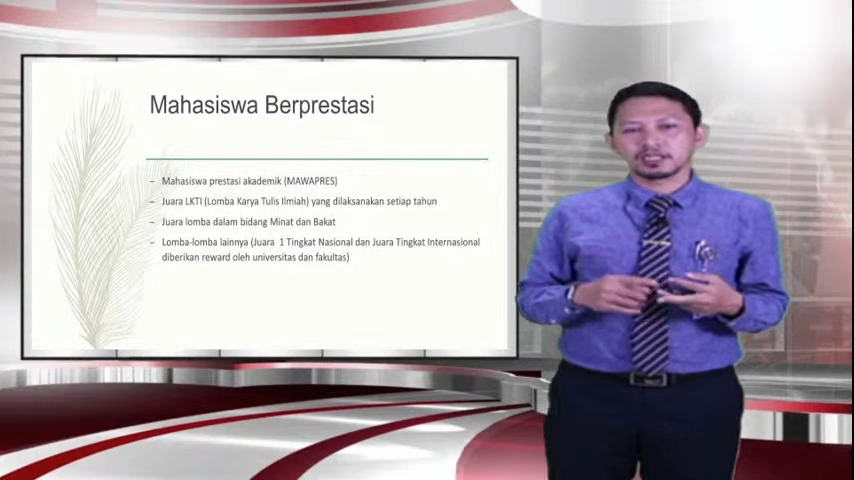 Mahasiswa Berprestasi
– Mahasiswa prestasi akademik (MAWAPRES)
– Juara LKTI (Lomba Karya Tulis Ilmiah) yang dilaksanakan setiap tahun
– Juara lomba dalam bidang Minat dan Bakat
– Lomba-lomba lainnya (Juara 1 Tingkat Nasional dan Juara Tingkat Internasional
diberikan reward oleh universitas dan fakultas)